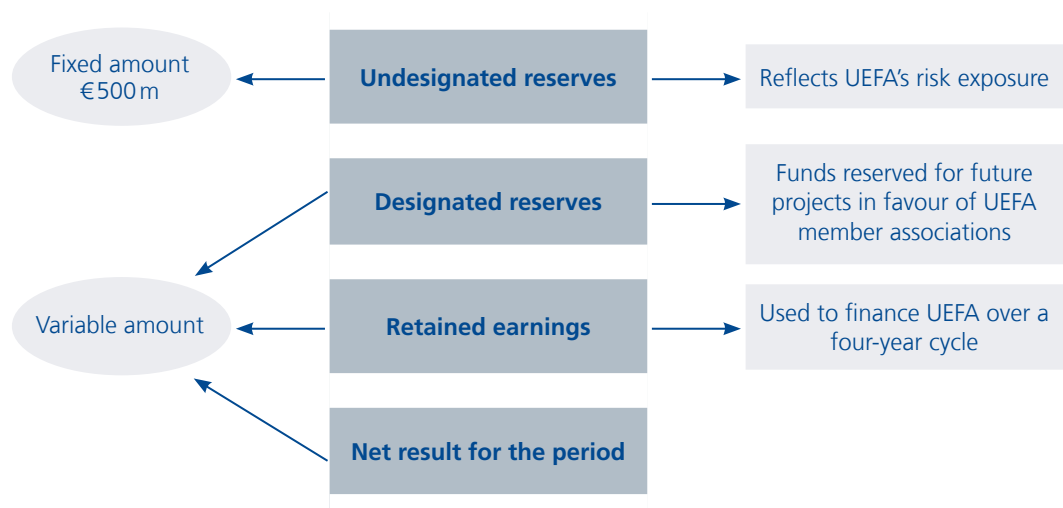 Fixed amount
€500 m
Undesignated reserves
Reflects UEFA’s risk exposure
Designated reserves
Funds reserved for future
projects in favour of UEFA
member associations
Variable amount
Retained earnings
Used to finance UEFA over a
four-year cycle
Net result for the period